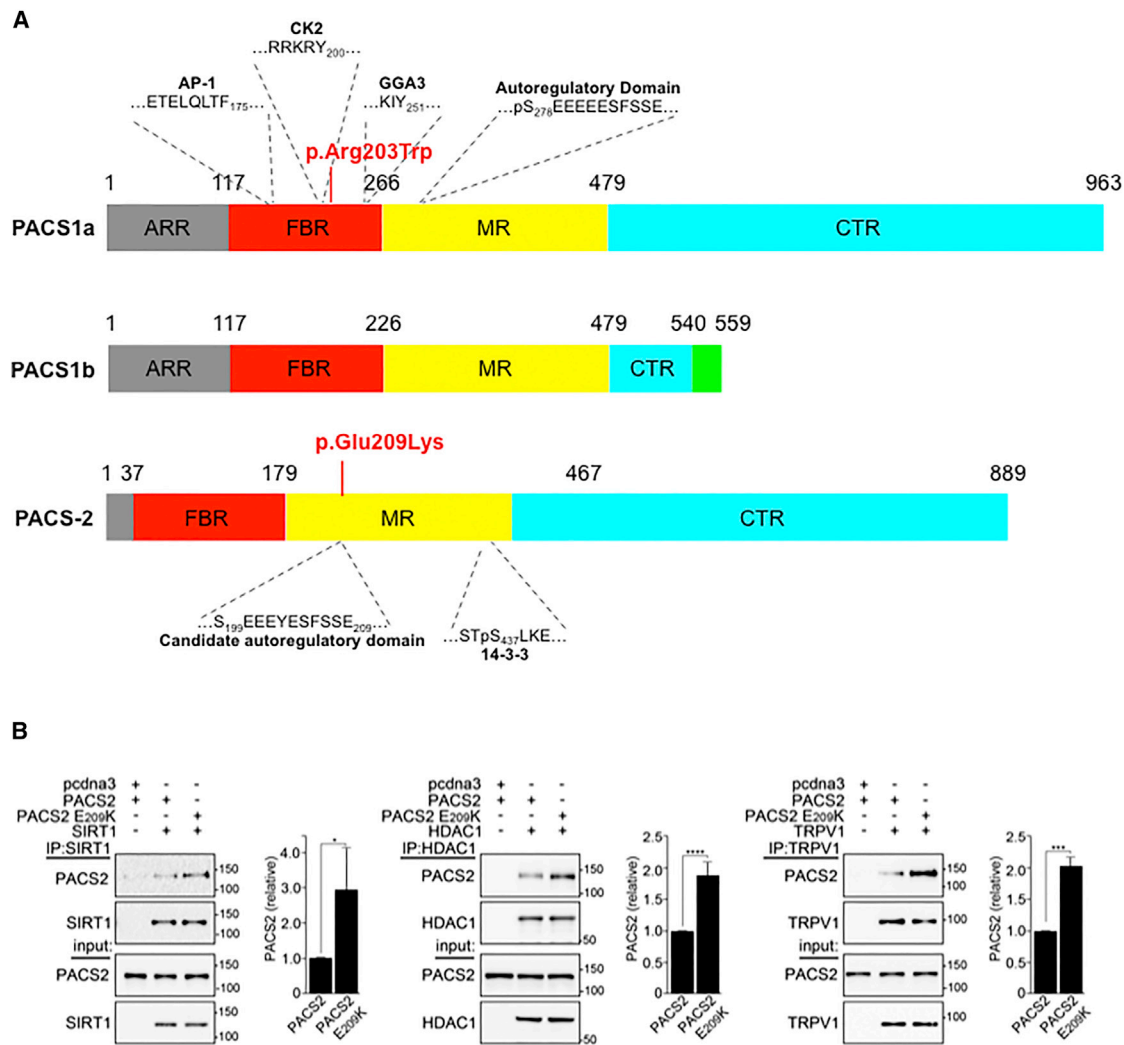 A
CK2
...RRKRY200...
AP-1
...ETELQLTF175...
GGA3
...KIY251...
Autoregulatory Domain
...pS278EEEEESFSSE...
p.Arg203Trp
1 117 266 479 963
PACS1a ARR FBR MR CTR
1 117 226 479 540 559
PACS1b ARR FBR MR CTR
p.Glu209Lys
1 37 179 467 889
PACS-2 FBR MR CTR
...S199EEEYESFSSE209...
Candidate autoregulatory domain
...STpS437LKE...
14-3-3
B
pcdna3 + - -
PACS2 + + -
PACS2 E209K - - +
SIRT1 - + +
IP:SIRT1
PACS2 150 100
SIRT1 150 100
input:
PACS2 150 100
SIRT1 150 100
PACS2 (relative)
4.0
3.0
2.0
1.0
0
*
PACS2
PACS2 E209K
pcdna3 + - -
PACS2 + + -
PACS2 E209K - - +
HDAC1 - + +
IP:HDAC1
PACS2 150 100
HDAC1 50
input:
PACS2 150 100
HDAC1 50
PACS2 (relative)
2.5
2.0
1.5
1.0
0.5
0
****
PACS2
PACS2 E209K
pcdna3 + - -
PACS2 + + -
PACS2 E209K - - +
TRPV1 - + +
IP:TRPV1
PACS2 150 100
TRPV1 100
input:
PACS2 150 100
TRPV1 100
PACS2 (relative)
2.5
2.0
1.5
1.0
0.5
0
***
PACS2
PACS2 E209K